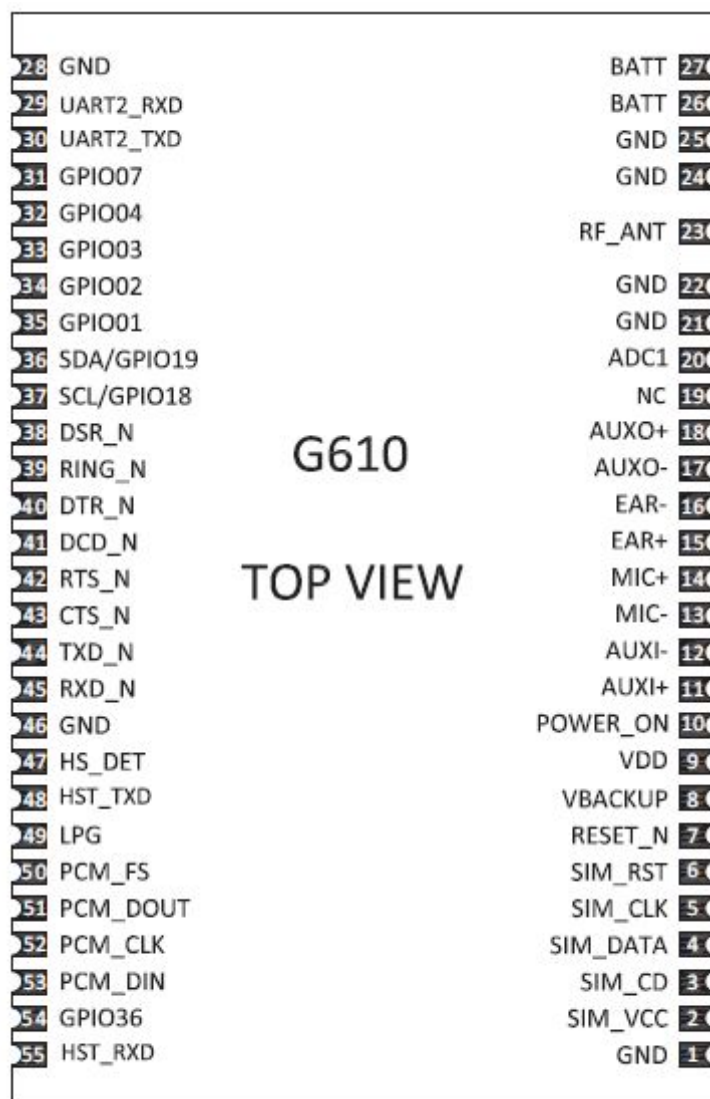 28 GND BATT 27
29 UART2_RXD BATT 26
30 UART2_TXD GND 25
31 GPIO07 GND 24
32 GPIO04
RF_ANT 23
33 GPIO03
34 GPIO02 GND 22
35 GPIO01 GND 21
36 SDA/GPIO19 ADC1 20
37 SCL/GPIO18 NC 19
38 DSR_N AUXO+ 18
G610
39 RING_N AUXO- 17
40 DTR_N EAR- 16
41 DCD_N EAR+ 15
42 RTS_N TOP VIEW MIC+ 14
43 CTS_N MIC- 13
44 TXD_N AUXI- 12
45 RXD_N AUXI+ 11
46 GND POWER_ON 10
47 HS_DET VDD 9
48 HST_TXD VBACKUP 8
49 LPG RESET_N 7
50 PCM_FS SIM_RST 6
51 PCM_DOUT SIM_CLK 5
52 PCM_CLK SIM_DATA 4
53 PCM_DIN SIM_CD 3
54 GPIO36 SIM_VCC 2
55 HST_RXD GND 1